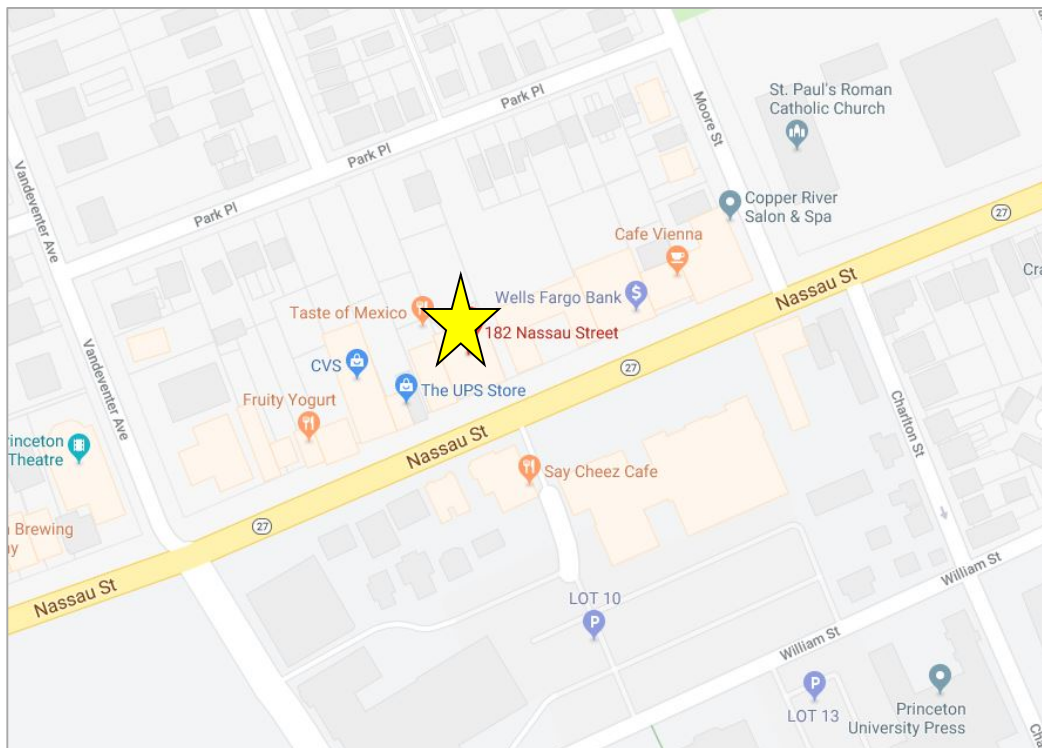 Park Pl
Moore St
St. Paul's Roman
Catholic Church
Park Pl
Vandeventer Ave
Park Pl
Copper River
Salon & Spa
27
Cafe Vienna
Nassau St
Wells Fargo Bank
Taste of Mexico
182 Nassau Street
Cra
CVS
27
The UPS Store
Vandeventer Ave
Fruity Yogurt
Charlton St
Nassau St
rinceton
Theatre
Say Cheez Cafe
27
n Brewing
ny
William St
Nassau St
LOT 10
P
William St
P
LOT 13
Princeton
University Press
Cha